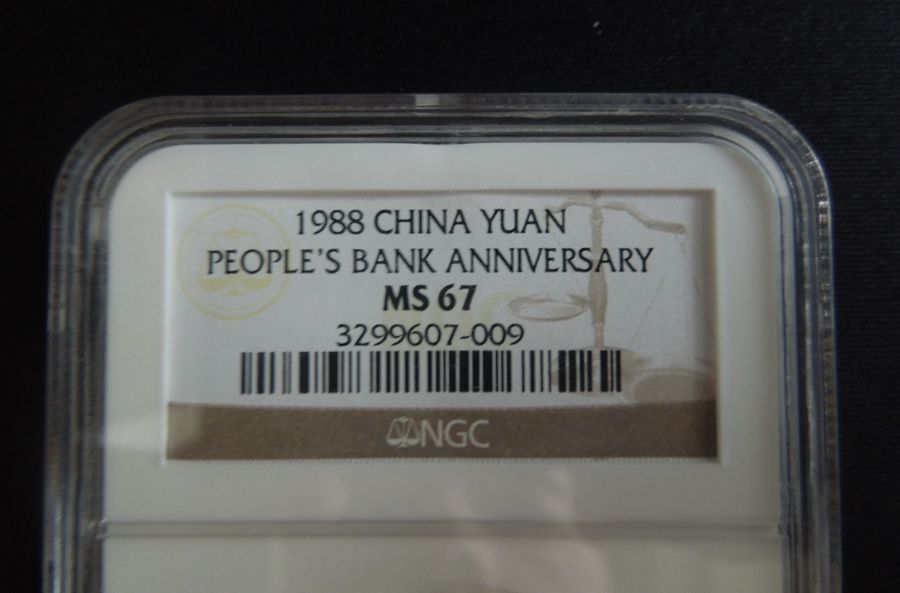 1988 CHINA YUAN
PEOPLE'S BANK ANNIVERSARY
MS 67
3299607-009
NGC